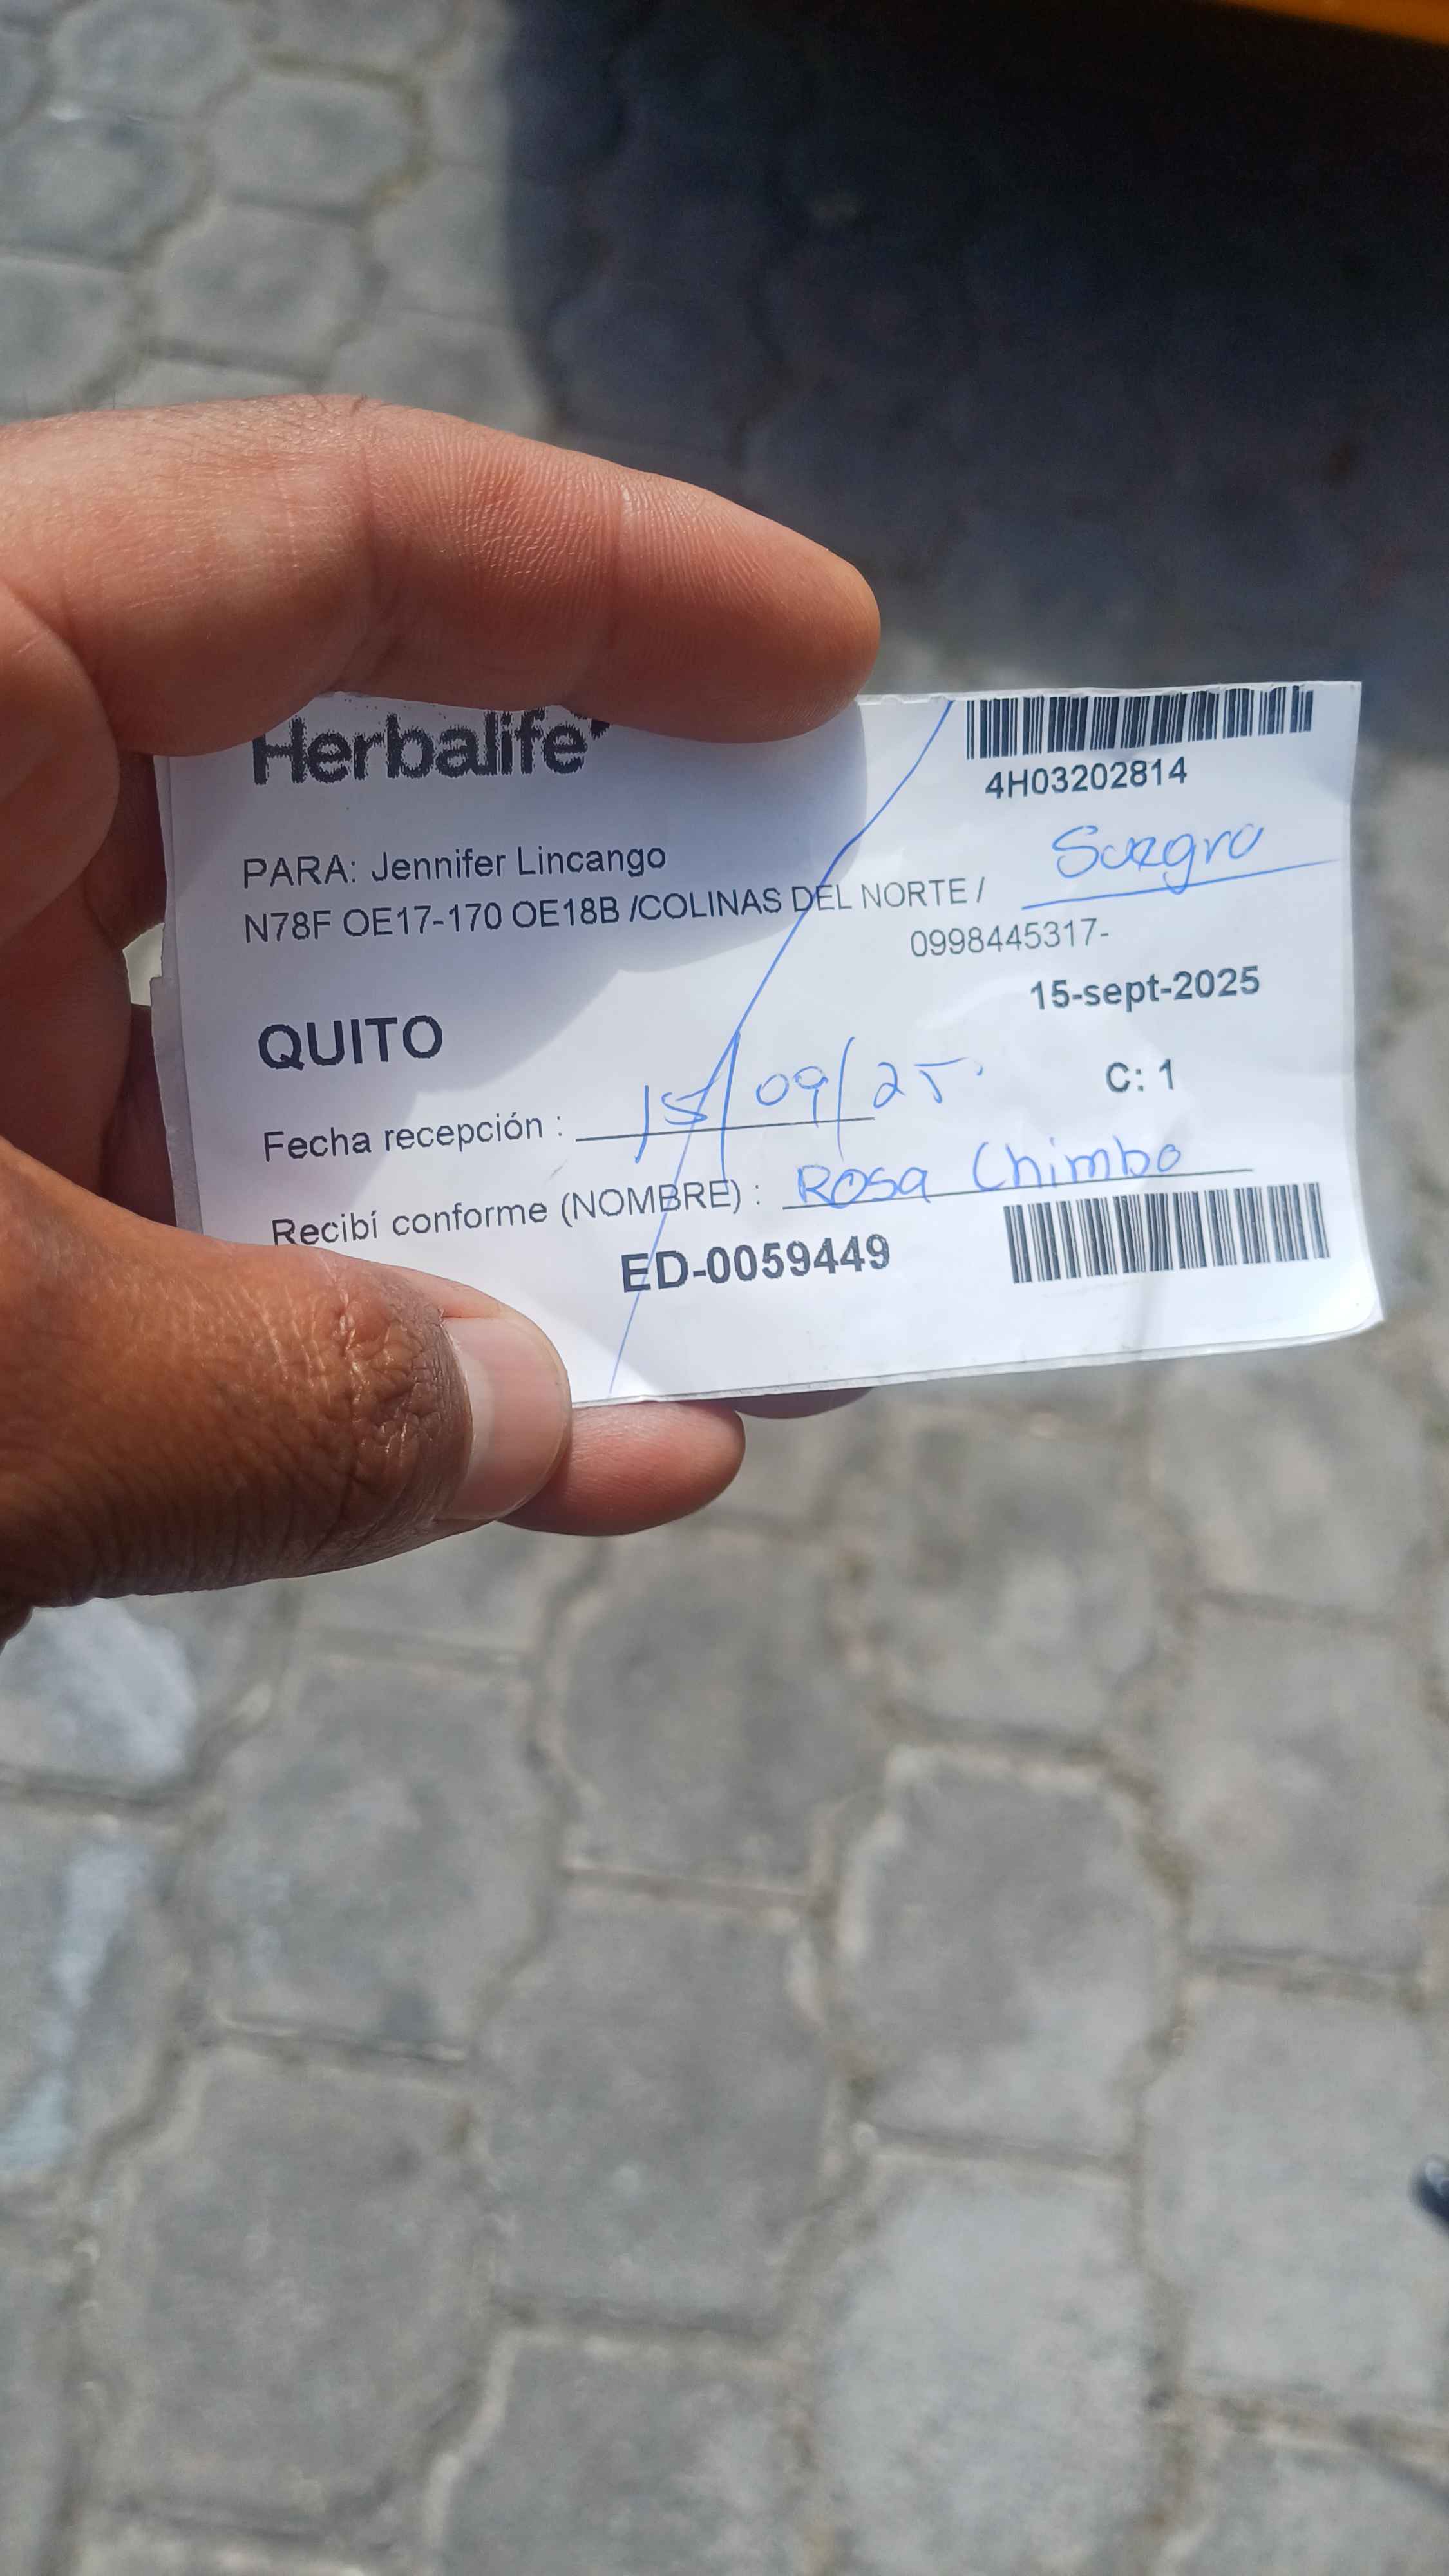 Herbalife
4H03202814
Suegra
PARA: Jennifer Lincango
N78F OE17-170 OE18B /COLINAS DEL NORTE /
0998445317-
15-sept-2025
QUITO
C: 1
Fecha recepción : 15/09/25
Recibí conforme (NOMBRE) : Rosa Chimbo
ED-0059449